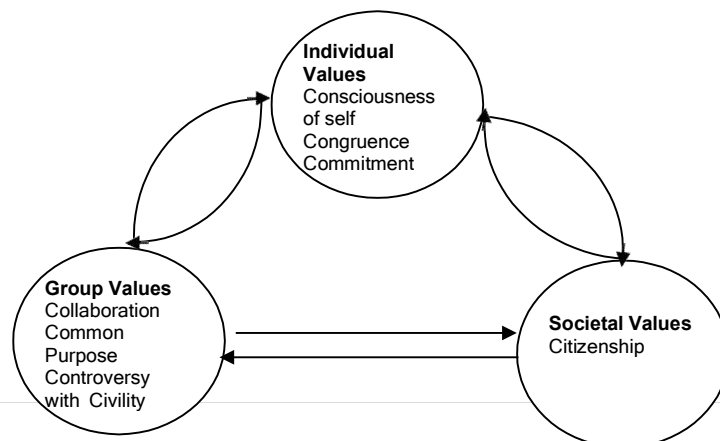 Individual
Values
Consciousness
of self
Congruence
Commitment
Group Values
Collaboration
Common
Purpose
Controversy
with Civility
Societal Values
Citizenship